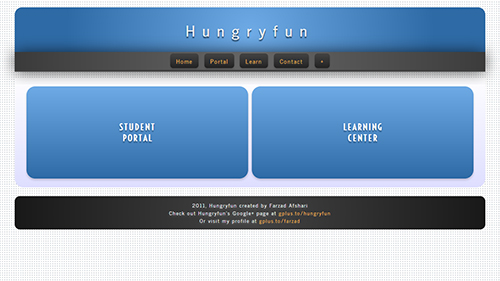 Hungryfun
Home Portal Learn Contact +
STUDENT
PORTAL
LEARNING
CENTER
2011, Hungryfun created by Farzad Afshari
Check out Hungryfun's Google+ page at gplus.to/hungryfun
Or visit my profile at gplus.to/farzad